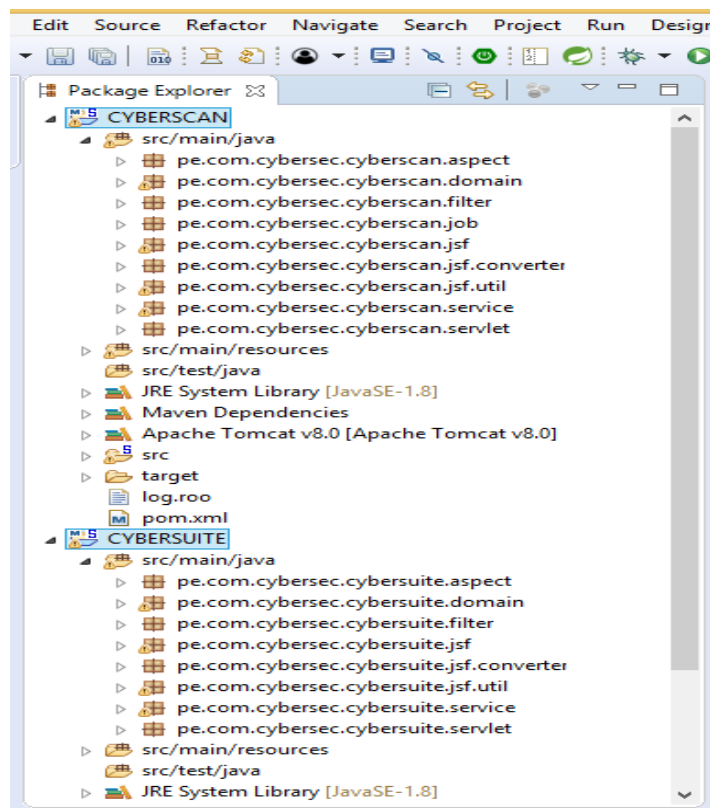 Edit Source Refactor Navigate Search Project Run
Package Explorer
CYBERSCAN
src/main/java
pe.com.cybersec.cyberscan.aspect
pe.com.cybersec.cyberscan.domain
pe.com.cybersec.cyberscan.filter
pe.com.cybersec.cyberscan.job
pe.com.cybersec.cyberscan.jsf
pe.com.cybersec.cyberscan.jsf.converter
pe.com.cybersec.cyberscan.jsf.util
pe.com.cybersec.cyberscan.service
pe.com.cybersec.cyberscan.servlet
src/main/resources
src/test/java
JRE System Library [JavaSE-1.8]
Maven Dependencies
Apache Tomcat v8.0 [Apache Tomcat v8.0]
src
target
log.roo
pom.xml
CYBERSUITE
src/main/java
pe.com.cybersec.cybersuite.aspect
pe.com.cybersec.cybersuite.domain
pe.com.cybersec.cybersuite.filter
pe.com.cybersec.cybersuite.jsf
pe.com.cybersec.cybersuite.jsf.converter
pe.com.cybersec.cybersuite.jsf.util
pe.com.cybersec.cybersuite.service
pe.com.cybersec.cybersuite.servlet
src/main/resources
src/test/java
JRE System Library [JavaSE-1.8]